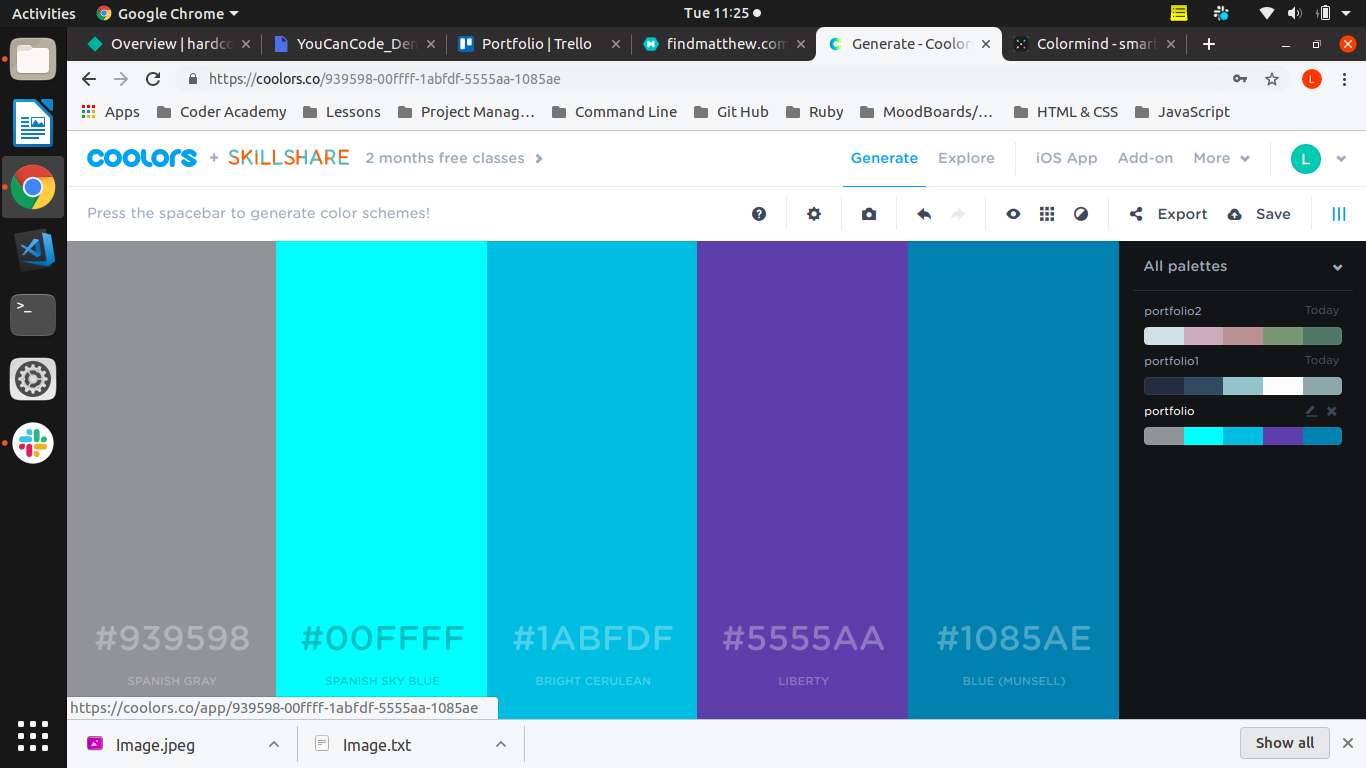 Activities Google Chrome Tue 11:25
Overview | hardc YouCanCode_Den Portfolio | Trello findmatthew.com Generate - Coolor Colormind - smart
https://coolors.co/939598-00ffff-1abfdf-5555aa-1085ae L
Apps Coder Academy Lessons Project Manag... Command Line Git Hub Ruby MoodBoards/... HTML & CSS JavaScript
coolors + SKILLSHARE 2 months free classes Generate Explore iOS App Add-on More L
Press the spacebar to generate color schemes! Export Save
All palettes
portfolio2 Today
portfolio1 Today
portfolio
>_
#939598 #00FFFF #1ABFDF #5555AA #1085AE
SPANISH GRAY SPANISH SKY BLUE BRIGHT CERULEAN LIBERTY BLUE (MUNSELL)
https://coolors.co/app/939598-00ffff-1abfdf-5555aa-1085ae
Image.jpeg Image.txt Show all